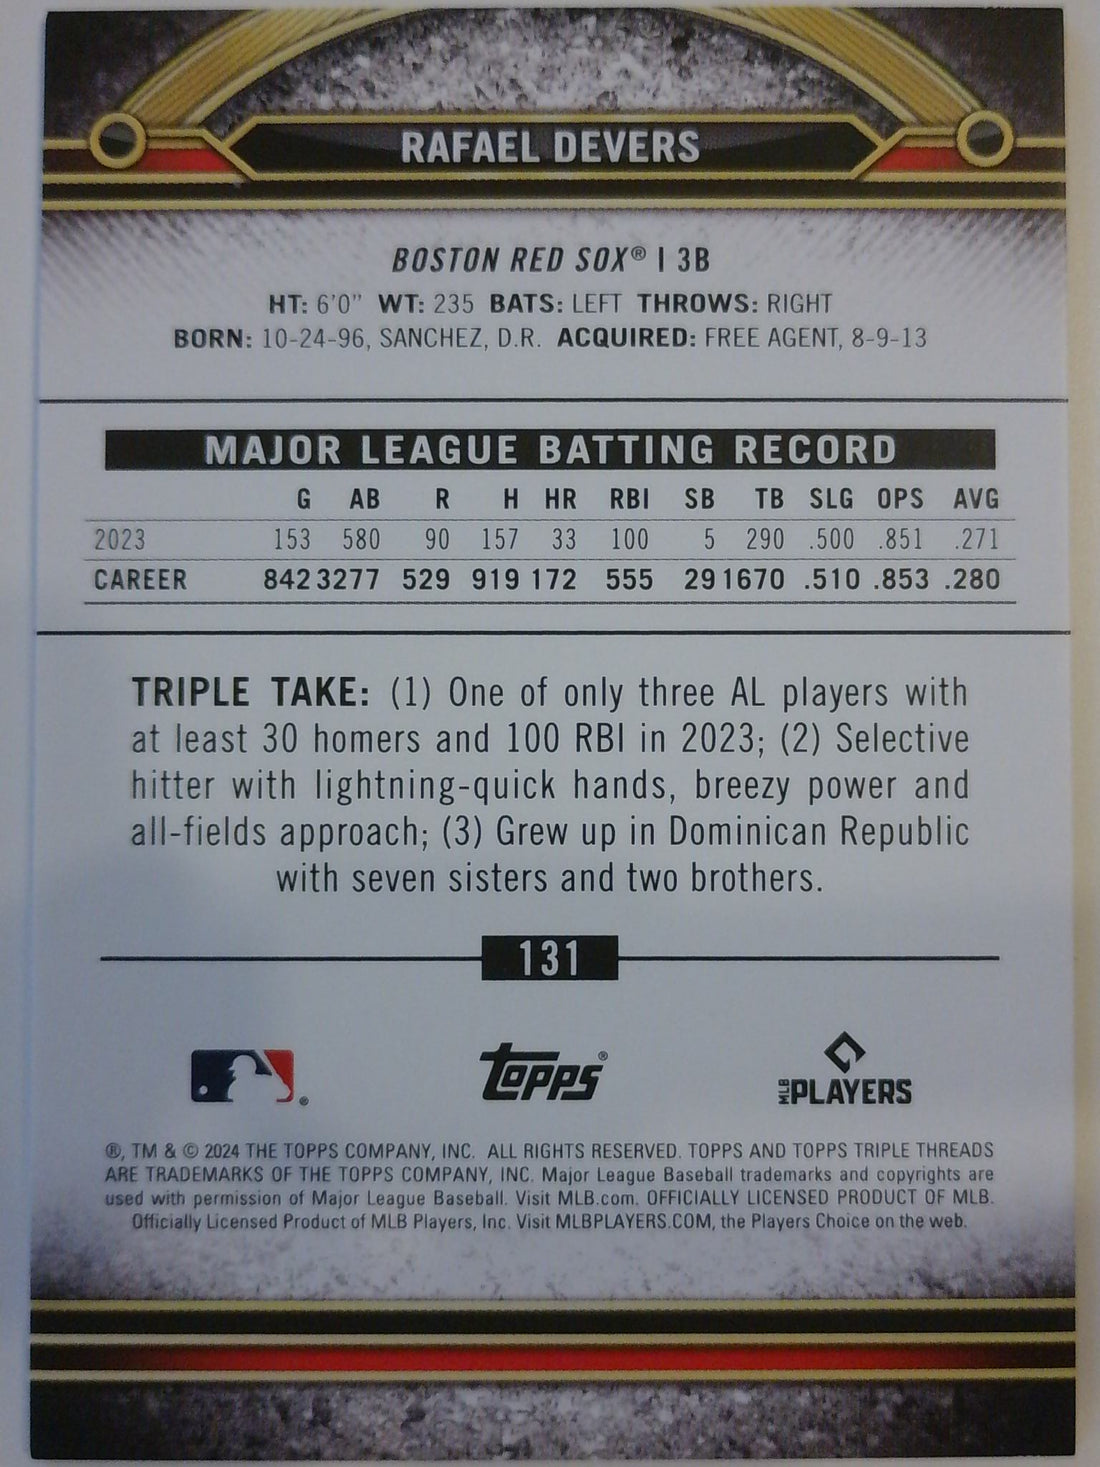 RAFAEL DEVERS
BOSTON RED SOX® | 3B
HT: 6'0" WT: 235 BATS: LEFT THROWS: RIGHT
BORN: 10-24-96, SANCHEZ, D.R. ACQUIRED: FREE AGENT, 8-9-13
MAJOR LEAGUE BATTING RECORD
G AB R H HR RBI SB TB SLG OPS AVG
2023 153 580 90 157 33 100 5 290 .500 .851 .271
CAREER 842 3277 529 919 172 555 29 1670 .510 .853 .280
TRIPLE TAKE: (1) One of only three AL players with
at least 30 homers and 100 RBI in 2023; (2) Selective
hitter with lightning-quick hands, breezy power and
all-fields approach; (3) Grew up in Dominican Republic
with seven sisters and two brothers.
131
®
Topps®
MLB PLAYERS
®, TM & © 2024 THE TOPPS COMPANY, INC. ALL RIGHTS RESERVED. TOPPS AND TOPPS TRIPLE THREADS
ARE TRADEMARKS OF THE TOPPS COMPANY, INC. Major League Baseball trademarks and copyrights are
used with permission of Major League Baseball. Visit MLB.com. OFFICIALLY LICENSED PRODUCT OF MLB.
Officially Licensed Product of MLB Players, Inc. Visit MLBPLAYERS.COM, the Players Choice on the web.